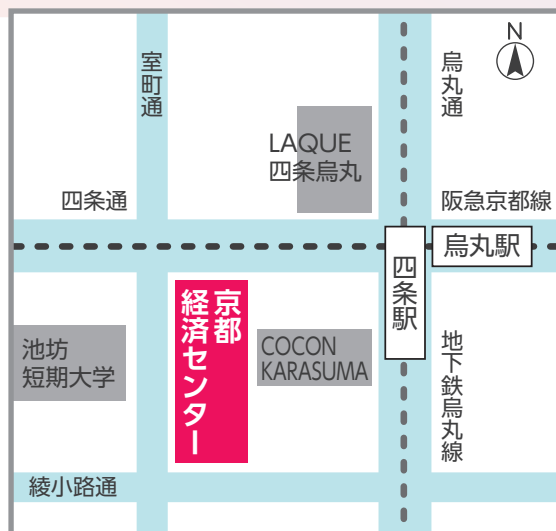 N
室町通
烏丸通
LAQUE
四条烏丸
四条通
阪急京都線
烏丸駅
四条駅
京都
経済センター
COCON
KARASUMA
池坊
短期大学
地下鉄烏丸線
綾小路通